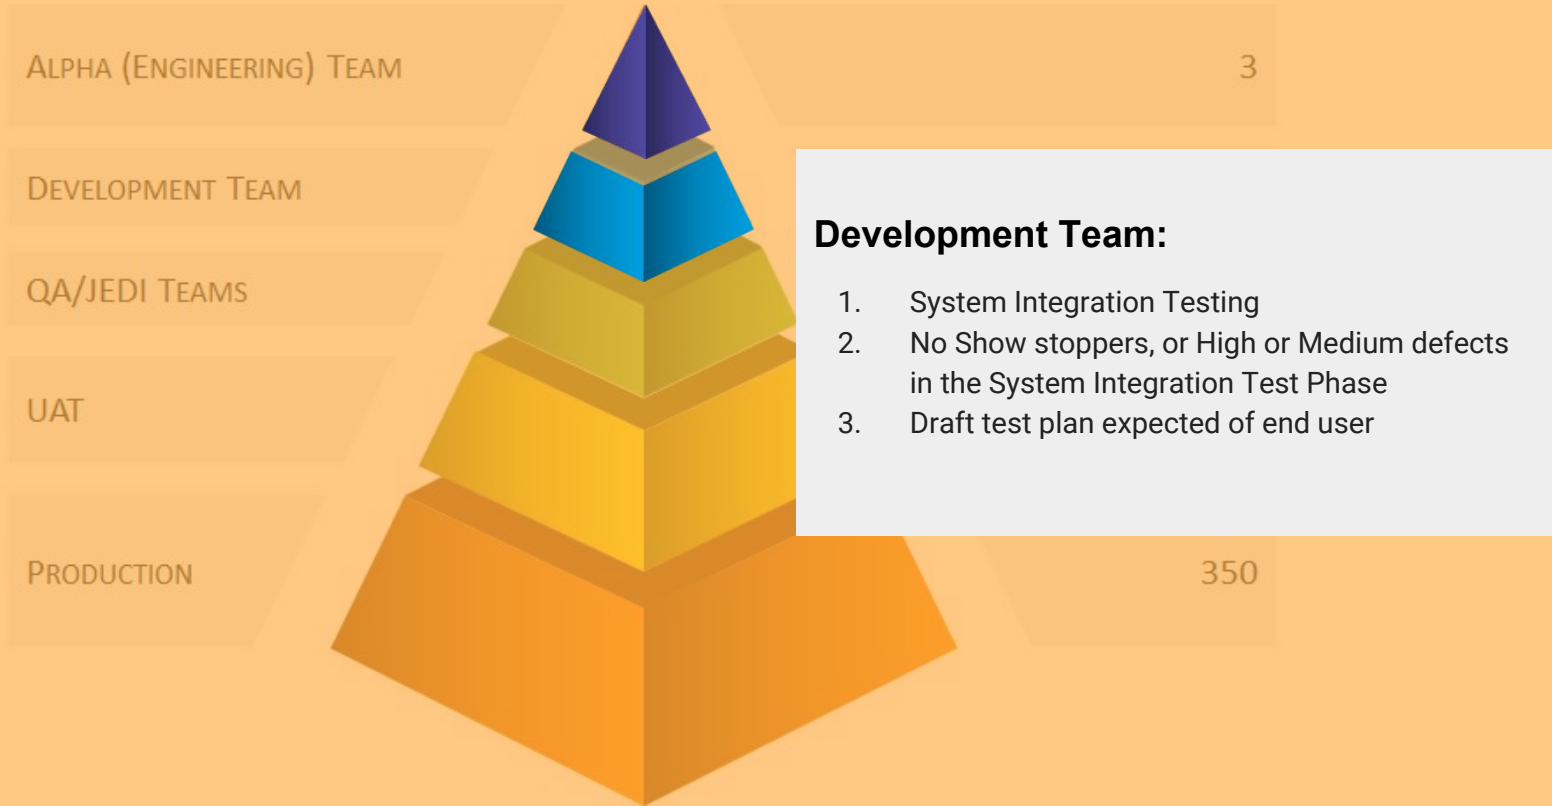 ALPHA (ENGINEERING) TEAM
3
DEVELOPMENT TEAM
QA/JEDI TEAMS
UAT
PRODUCTION
350
Development Team:
1. System Integration Testing
2. No Show stoppers, or High or Medium defects
in the System Integration Test Phase
3. Draft test plan expected of end user